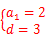 a₁ = 2
d = 3